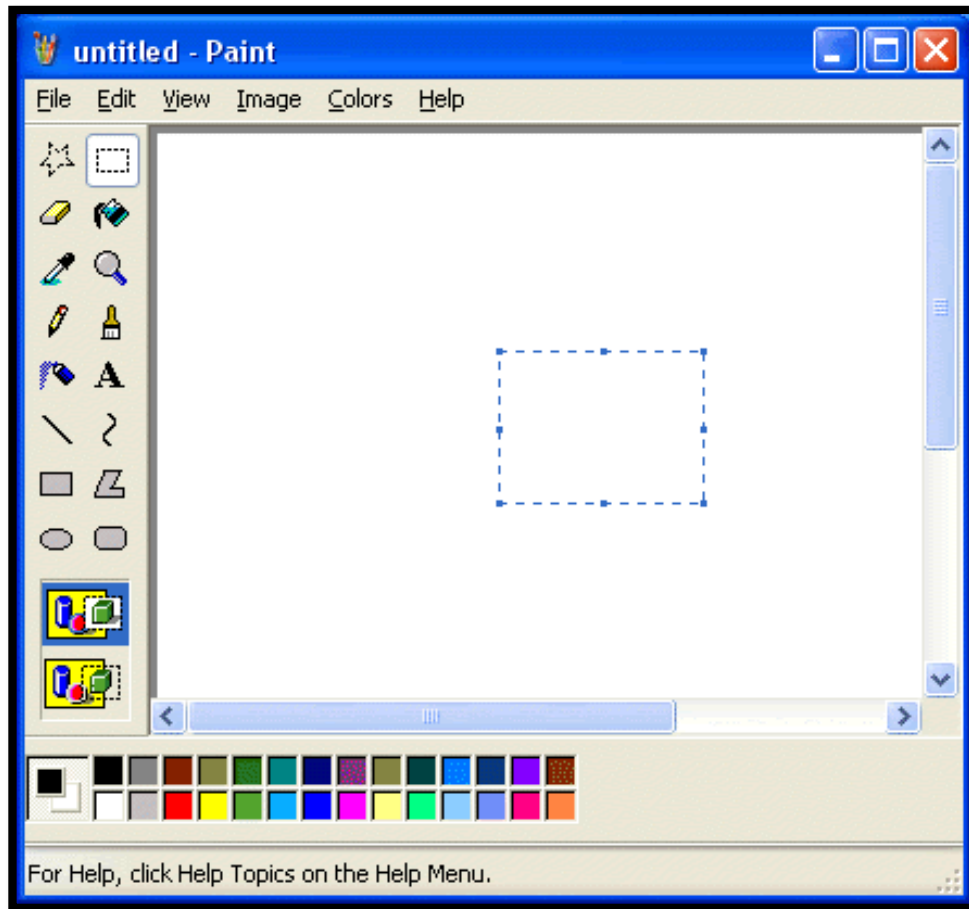 untitled - Paint
File Edit View Image Colors Help
A
For Help, click Help Topics on the Help Menu.